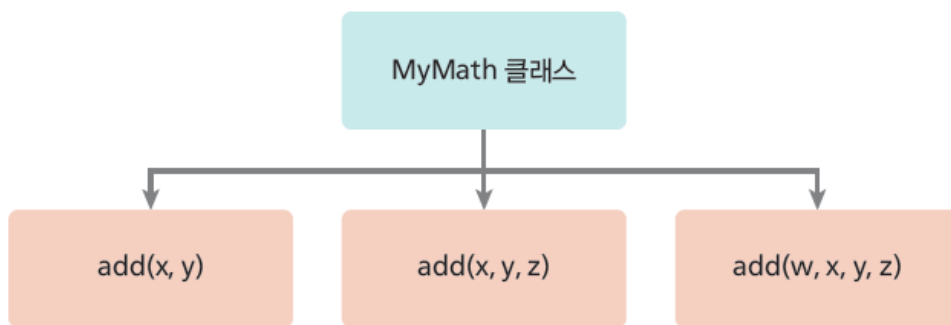 MyMath 클래스
add(x, y)
add(x, y, z)
add(w, x, y, z)